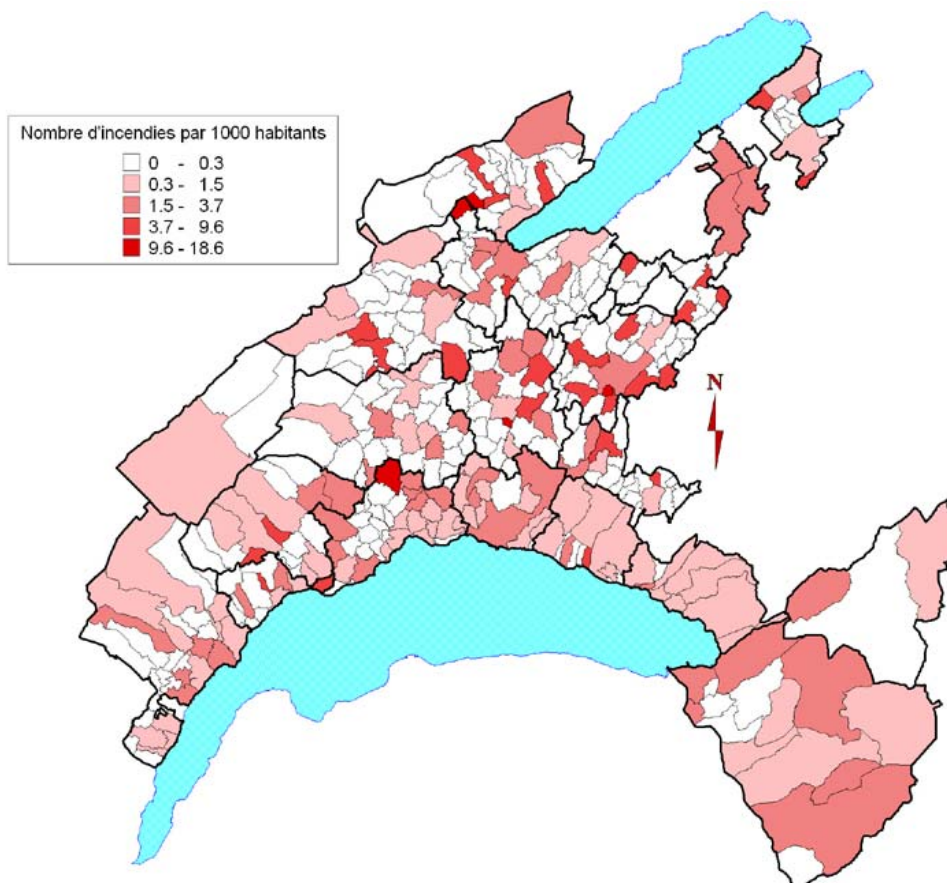 Nombre d'incendies par 1000 habitants
0 - 0.3
0.3 - 1.5
1.5 - 3.7
3.7 - 9.6
9.6 - 18.6
N